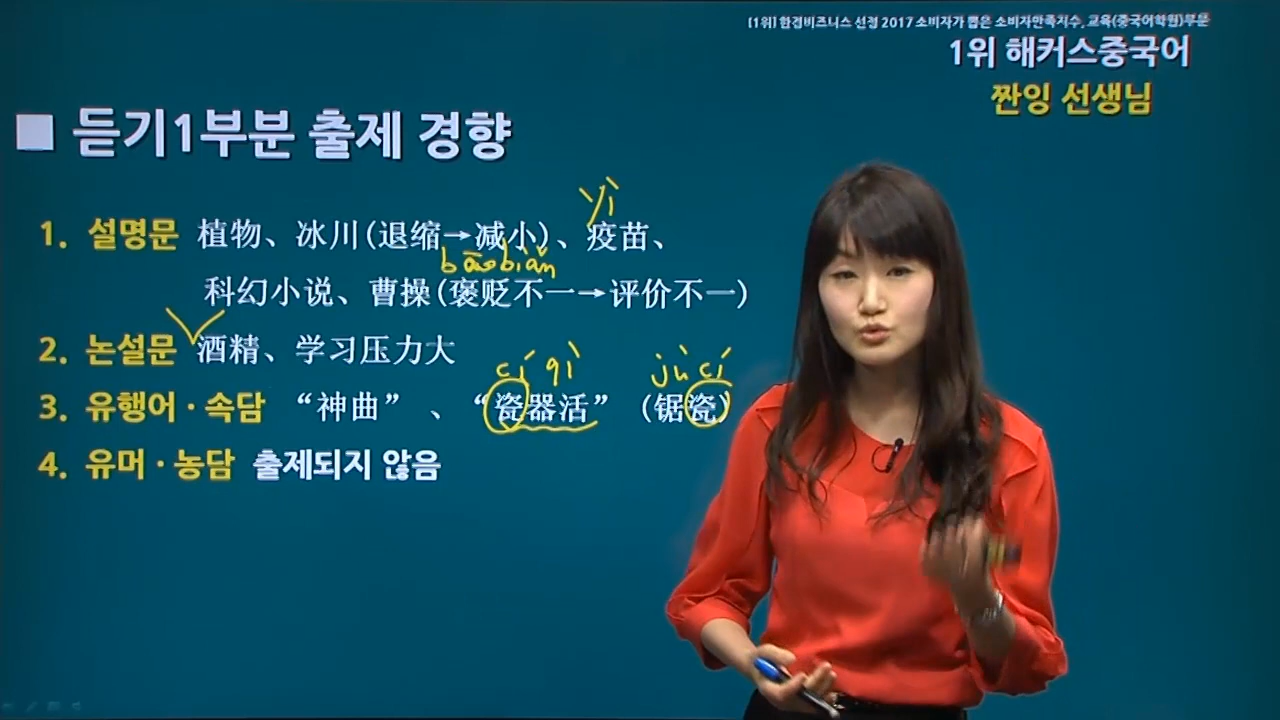 [1위] 한경비즈니스 선정 2017 소비자가 뽑은 소비자만족지수, 교육(중국어학원)부문
1위 해커스중국어
짠잉 선생님
■ 듣기1부분 출제 경향
yì
1. 설명문 植物、冰川(退缩→减小)、疫苗、
bāobiǎn
科幻小说、曹操(褒贬不一→评价不一)
2. 논설문 酒精、学习压力大
cí qì jù cí
3. 유행어·속담 “神曲”、“瓷器活” (锯瓷)
4. 유머·농담 출제되지 않음